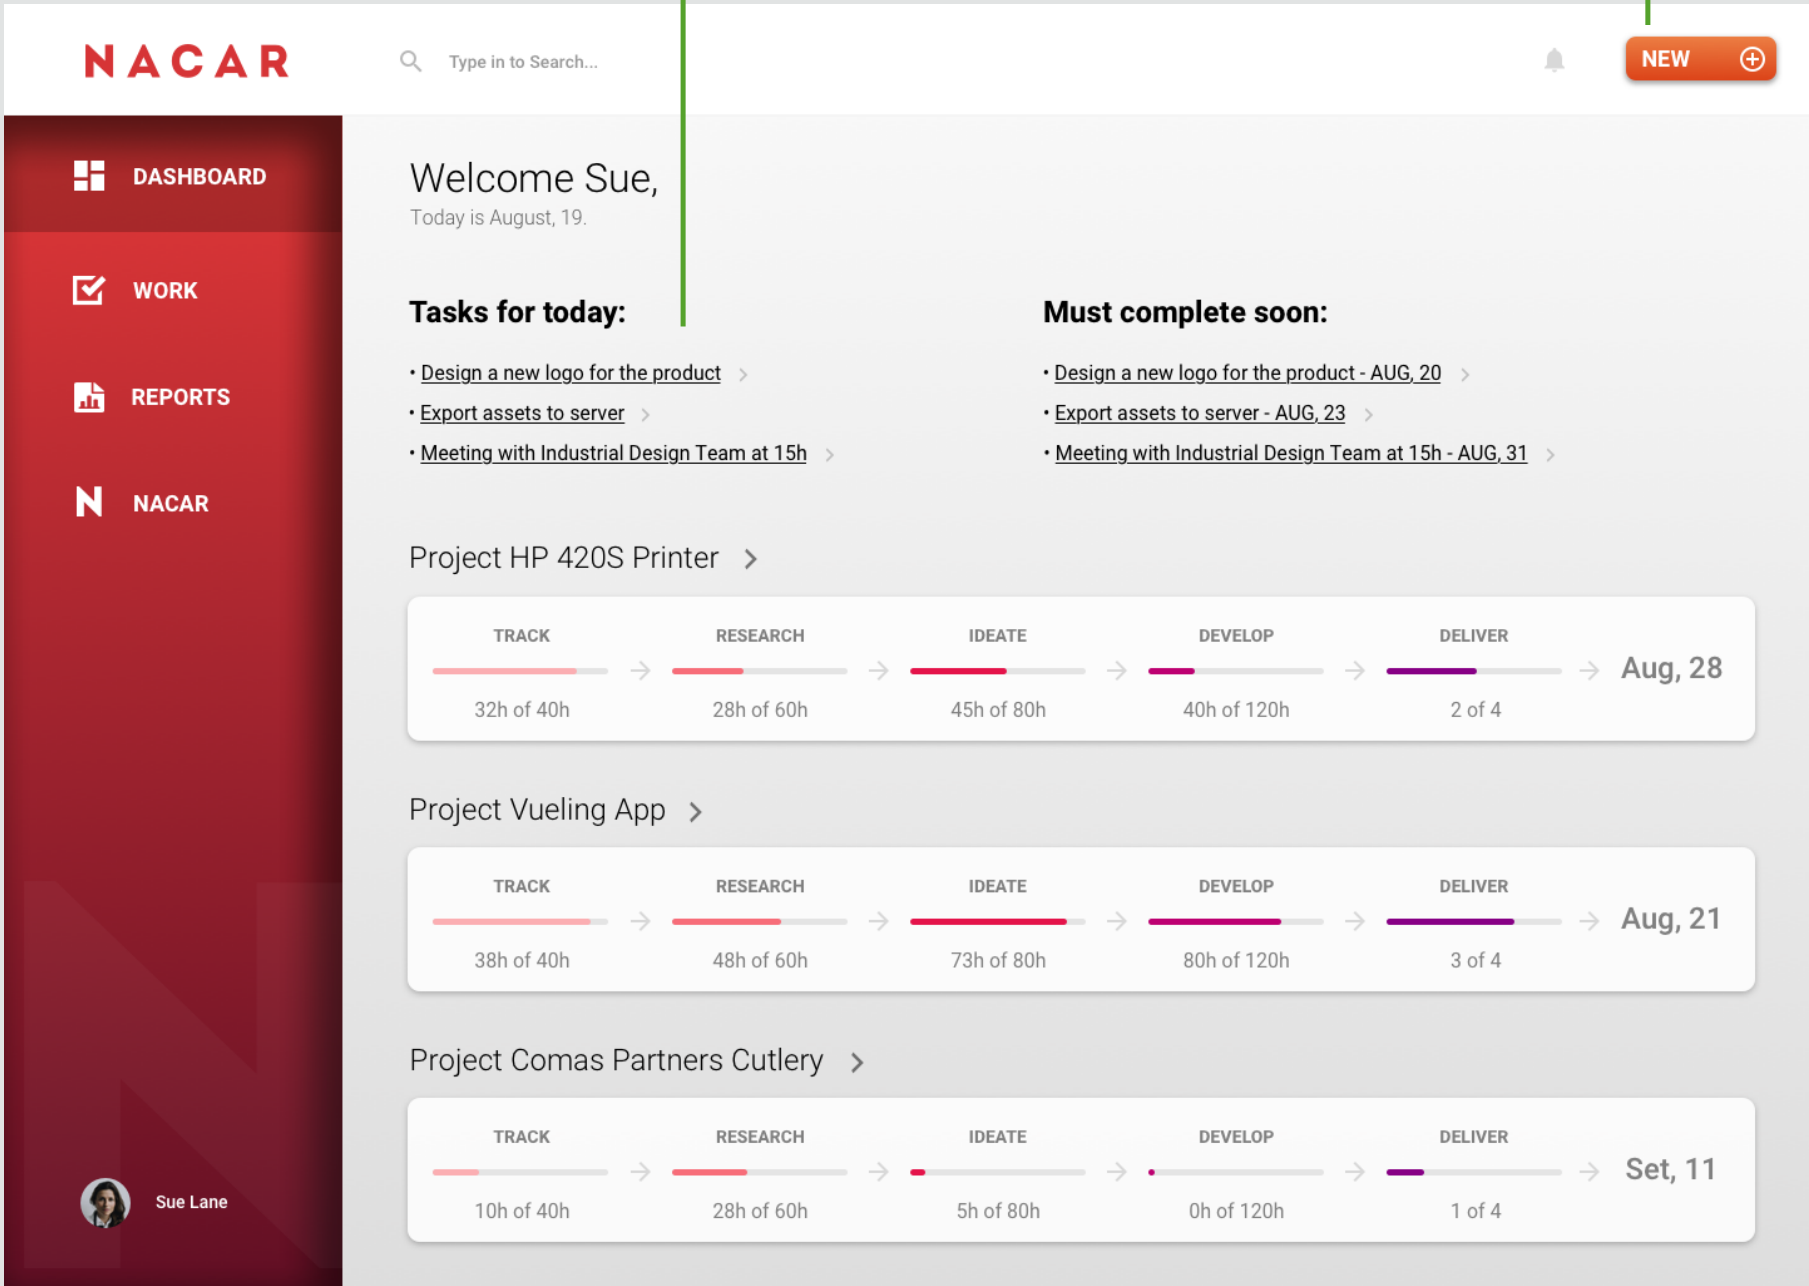 NACAR
Type in to Search...
NEW
DASHBOARD
WORK
REPORTS
N NACAR
Sue Lane
Welcome Sue,
Today is August, 19.
Tasks for today:
• Design a new logo for the product
• Export assets to server
• Meeting with Industrial Design Team at 15h
Must complete soon:
• Design a new logo for the product - AUG, 20
• Export assets to server - AUG, 23
• Meeting with Industrial Design Team at 15h - AUG, 31
Project HP 420S Printer
TRACK RESEARCH IDEATE DEVELOP DELIVER
Aug, 28
32h of 40h 28h of 60h 45h of 80h 40h of 120h 2 of 4
Project Vueling App
TRACK RESEARCH IDEATE DEVELOP DELIVER
Aug, 21
38h of 40h 48h of 60h 73h of 80h 80h of 120h 3 of 4
Project Comas Partners Cutlery
TRACK RESEARCH IDEATE DEVELOP DELIVER
Set, 11
10h of 40h 28h of 60h 5h of 80h 0h of 120h 1 of 4